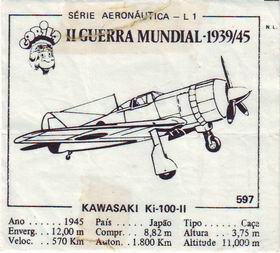 SÉRIE AERONÁUTICA – L 1
N. L.
II GUERRA MUNDIAL-1939/45
597
KAWASAKI Ki-100-II
Ano . . . . . . 1945 País . . . . . Japão Tipo . . . . . Caça
Enverg. . . 12,00 m Compr. . . 8,82 m Altura . . . 3,75 m
Veloc. . . 570 Km Auton. . 1.800 Km Altitude 11,000 m